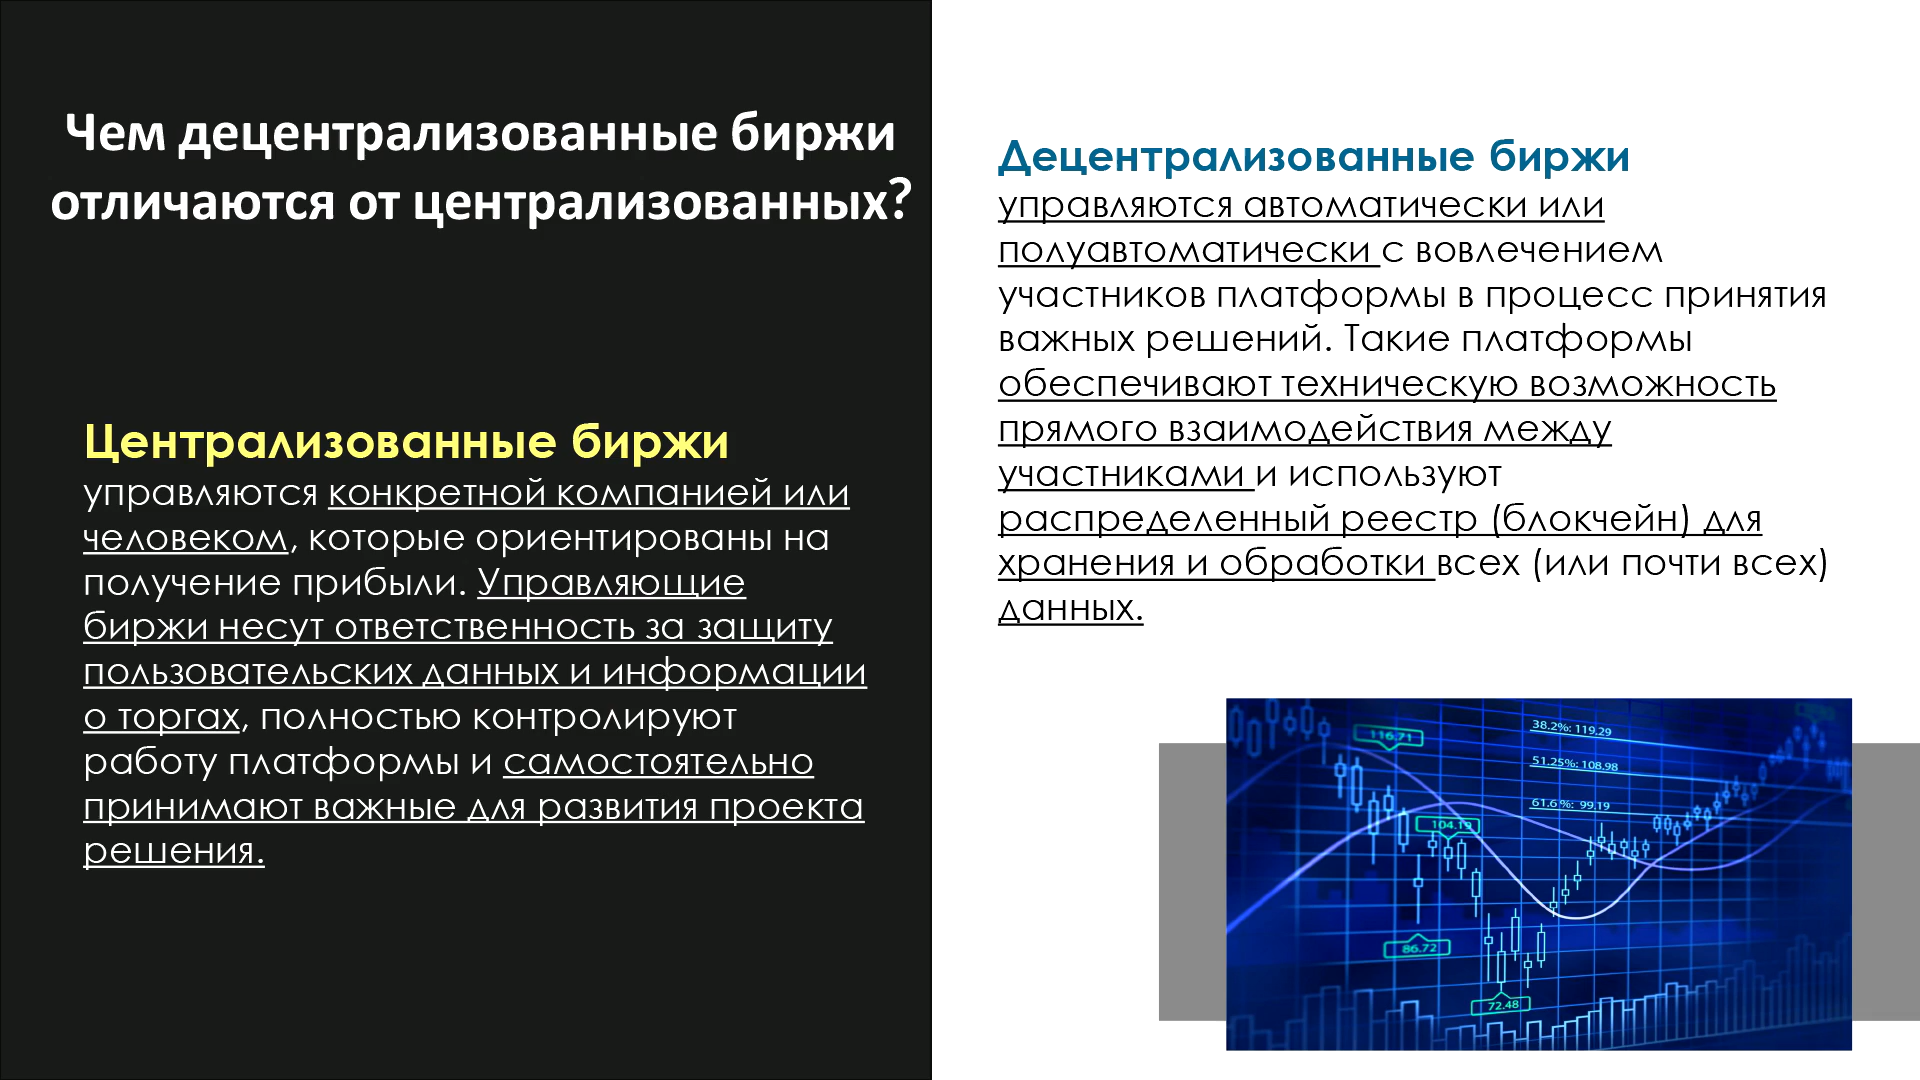 Чем децентрализованные биржи
отличаются от централизованных?
Централизованные биржи
управляются конкретной компанией или
человеком, которые ориентированы на
получение прибыли. Управляющие
биржи несут ответственность за защиту
пользовательских данных и информации
о торгах, полностью контролируют
работу платформы и самостоятельно
принимают важные для развития проекта
решения.
Децентрализованные биржи
управляются автоматически или
полуавтоматически с вовлечением
участников платформы в процесс принятия
важных решений. Такие платформы
обеспечивают техническую возможность
прямого взаимодействия между
участниками и используют
распределенный реестр (блокчейн) для
хранения и обработки всех (или почти всех)
данных.
116.71
38.2%: 119.29
51.25%: 108.98
61.6 %: 99.19
104.19
86.72
72.48